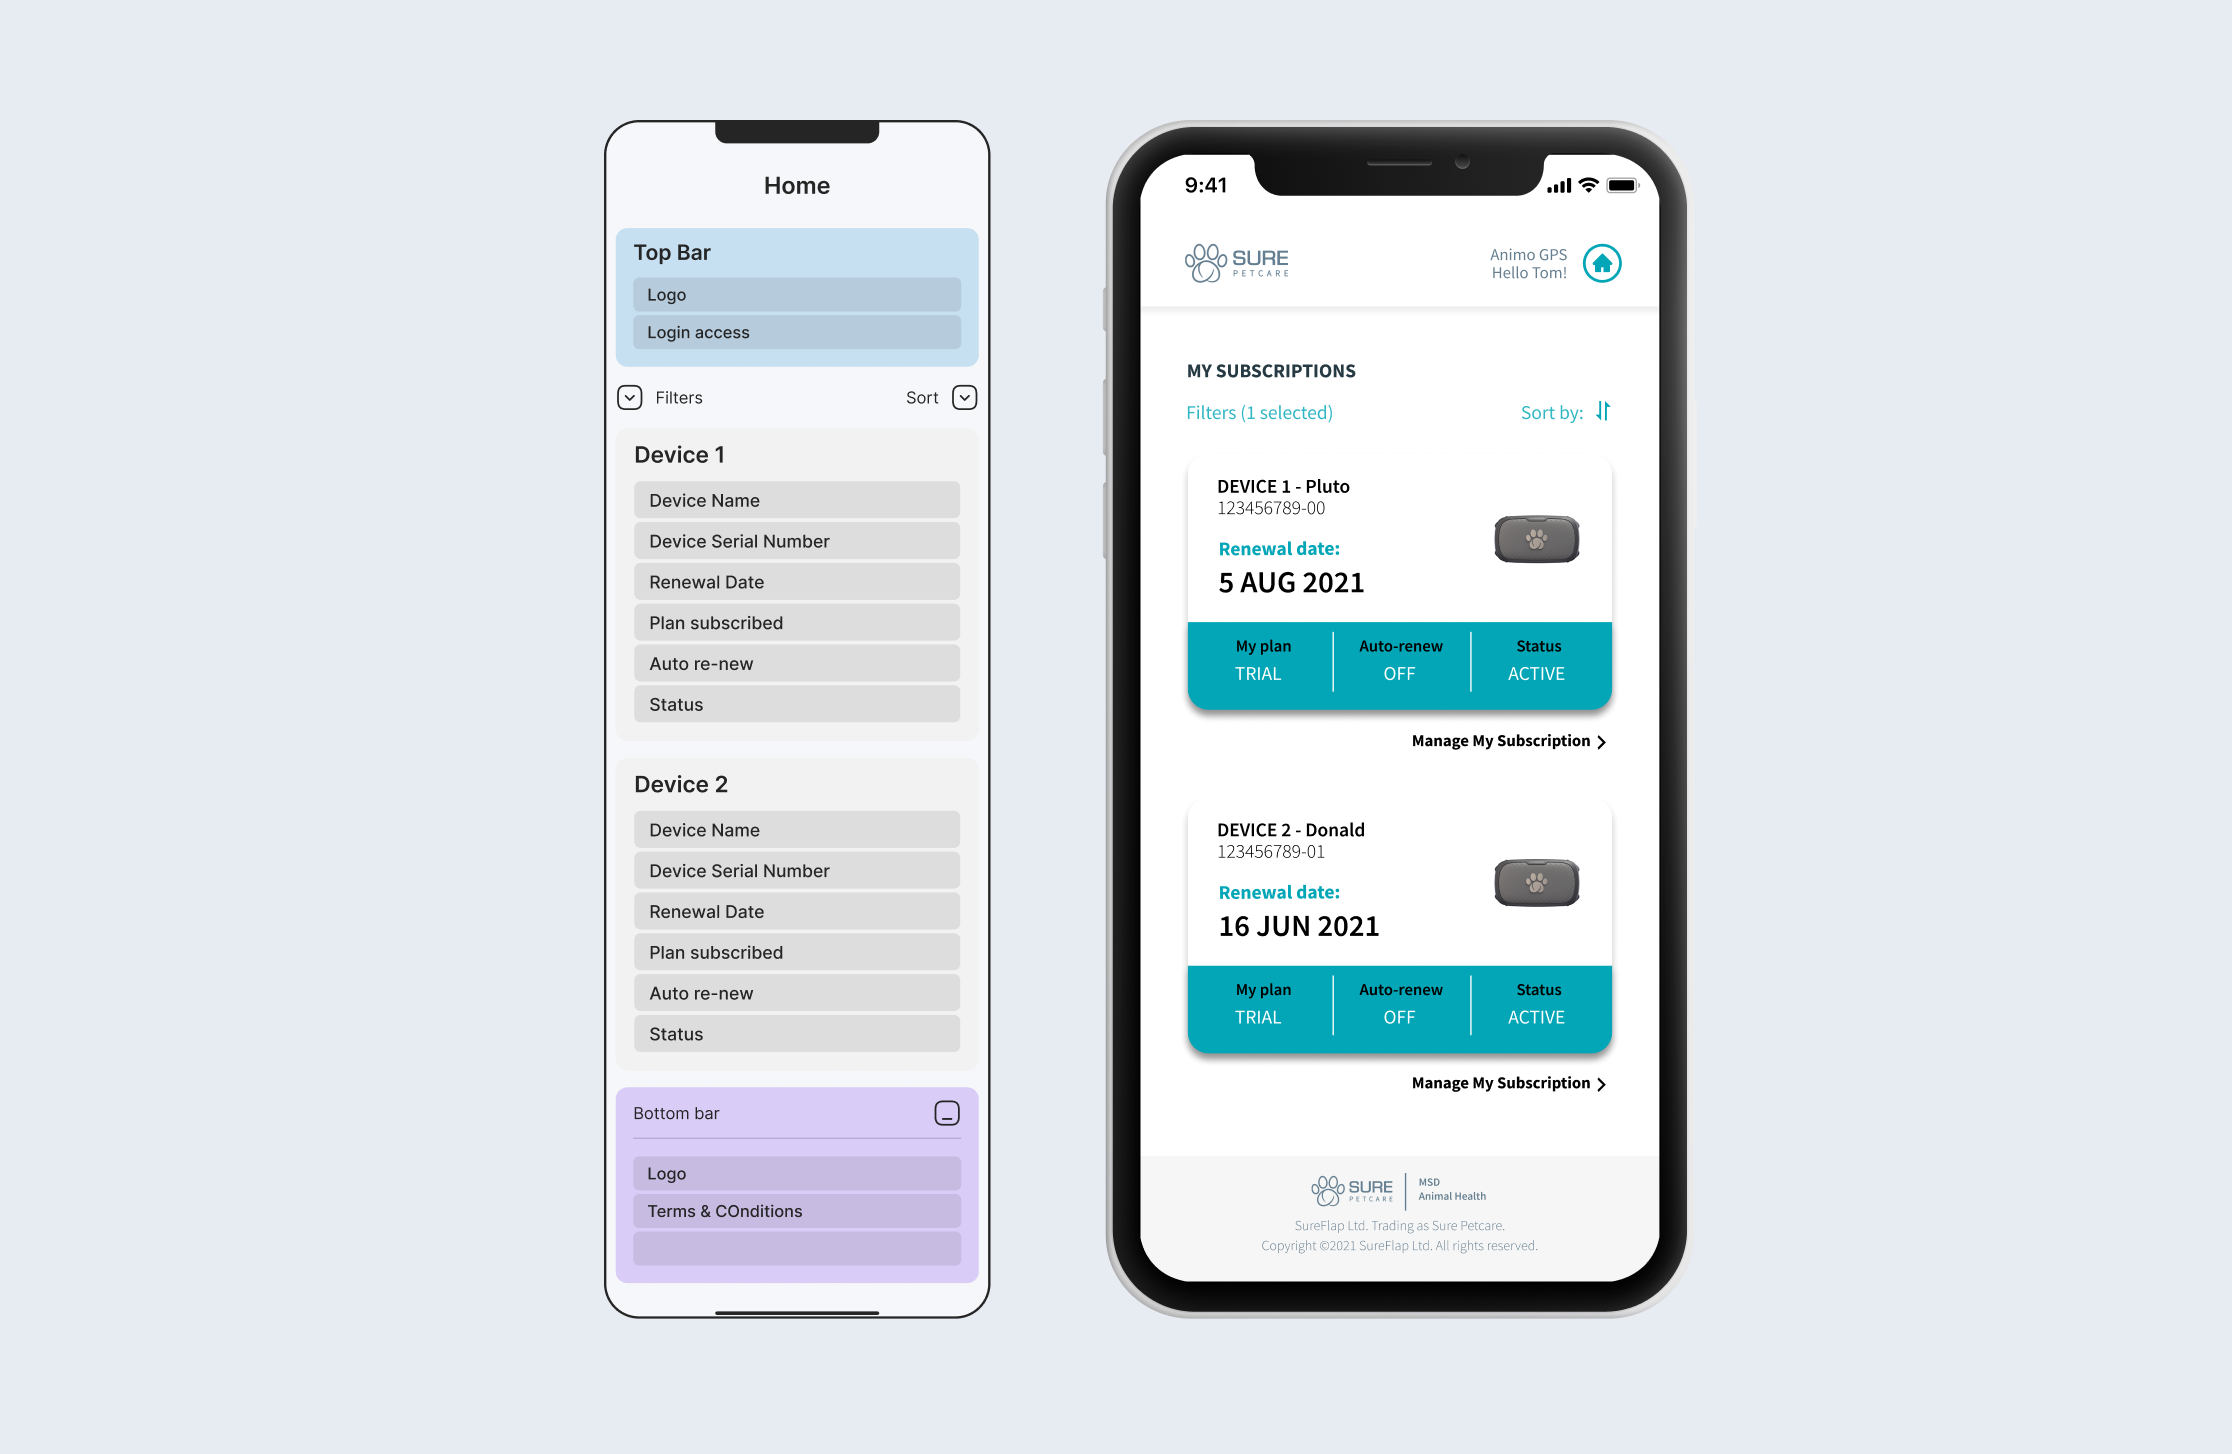 Home
Top Bar
Logo
Login access
Filters
Sort
Device 1
Device Name
Device Serial Number
Renewal Date
Plan subscribed
Auto re-new
Status
Device 2
Device Name
Device Serial Number
Renewal Date
Plan subscribed
Auto re-new
Status
Bottom bar
Logo
Terms & COnditions
9:41
SURE
PETCARE
Animo GPS
Hello Tom!
MY SUBSCRIPTIONS
Filters (1 selected)
Sort by:
DEVICE 1 - Pluto
123456789-00
Renewal date:
5 AUG 2021
My plan
TRIAL
Auto-renew
OFF
Status
ACTIVE
Manage My Subscription
DEVICE 2 - Donald
123456789-01
Renewal date:
16 JUN 2021
My plan
TRIAL
Auto-renew
OFF
Status
ACTIVE
Manage My Subscription
SURE
PETCARE
MSD
Animal Health
SureFlap Ltd. Trading as Sure Petcare.
Copyright ©2021 SureFlap Ltd. All rights reserved.